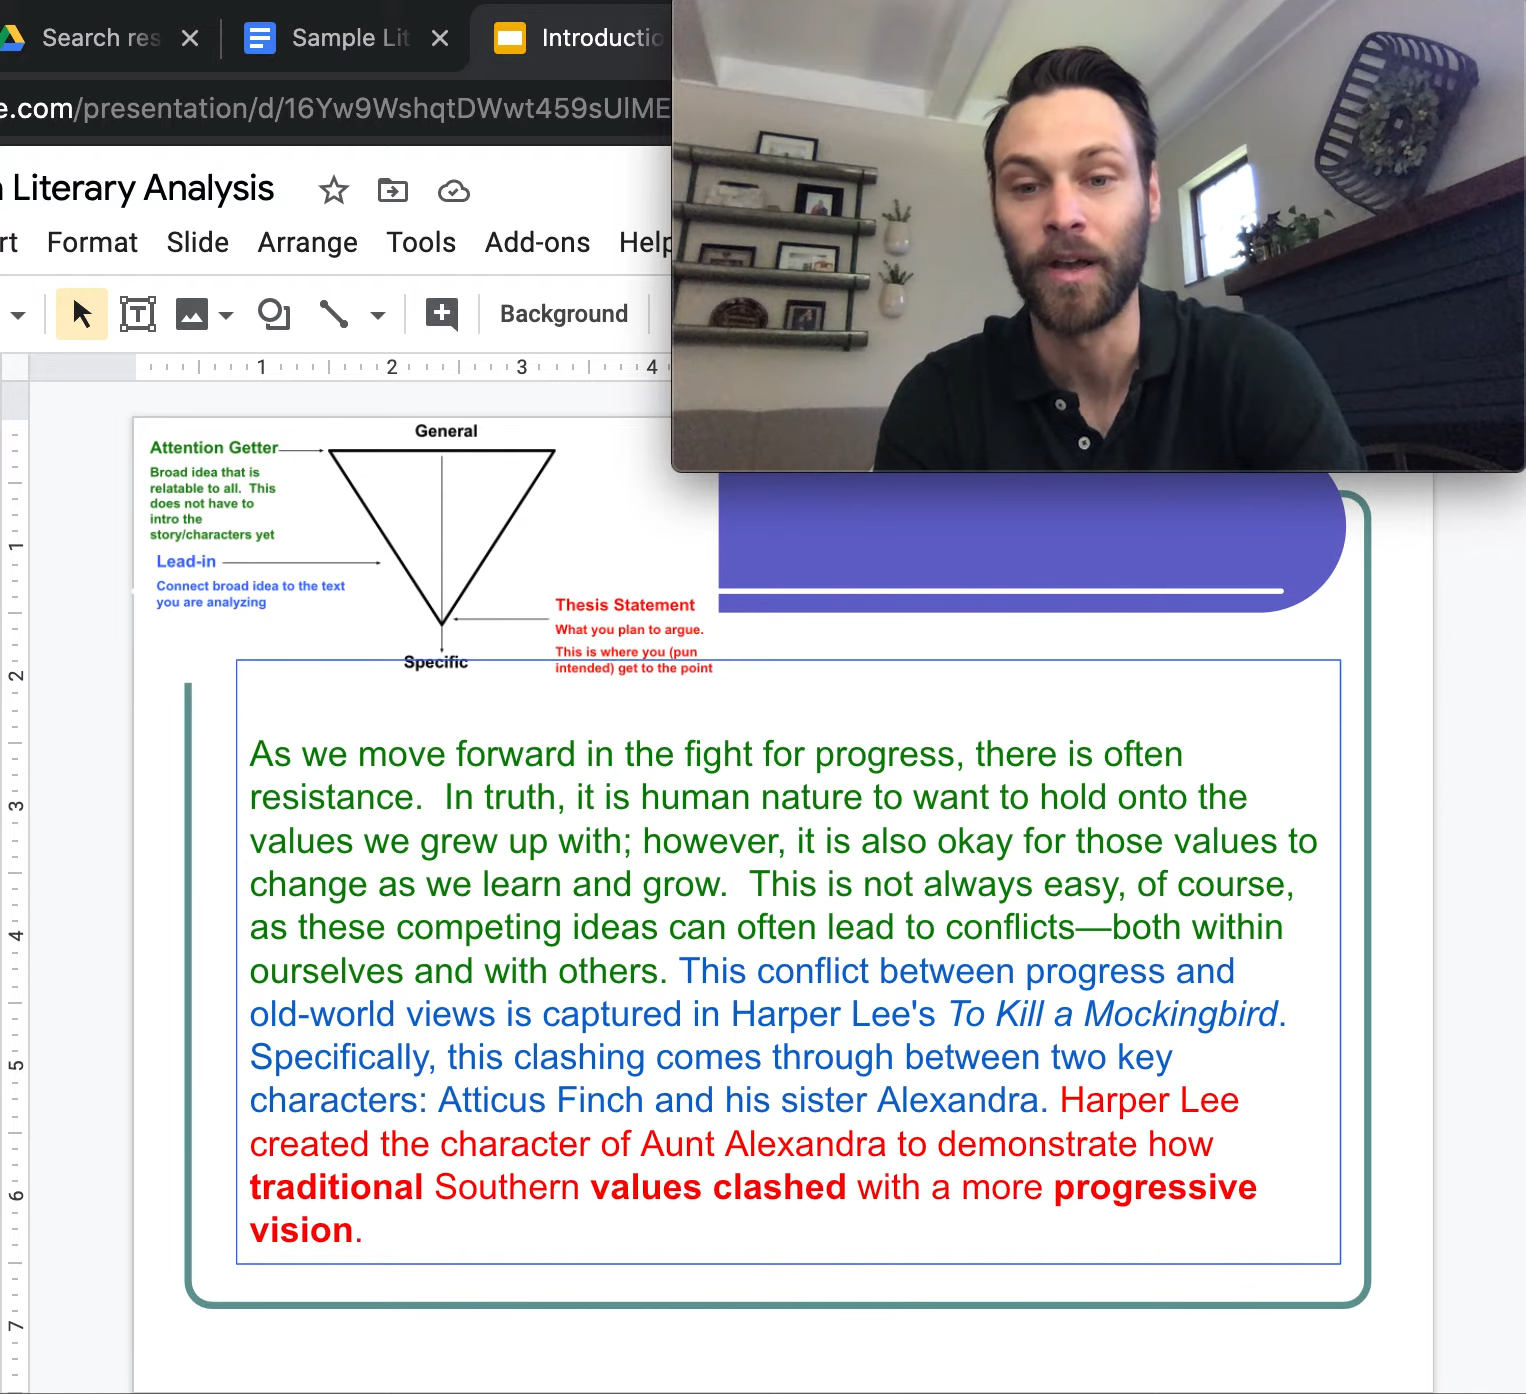 Search res
Sample Lit
Introductio
e.com/presentation/d/16Yw9WshqtDWwt459sUlME
Literary Analysis
rt Format Slide Arrange Tools Add-ons Help
Background
1 2 3 4
General
Attention Getter
Broad idea that is
relatable to all. This
does not have to
intro the
story/characters yet
Lead-in
Connect broad idea to the text
you are analyzing
Thesis Statement
What you plan to argue.
This is where you (pun
intended) get to the point
Specific
1
2
3
4
5
6
7
As we move forward in the fight for progress, there is often
resistance.  In truth, it is human nature to want to hold onto the
values we grew up with; however, it is also okay for those values to
change as we learn and grow.  This is not always easy, of course,
as these competing ideas can often lead to conflicts—both within
ourselves and with others. This conflict between progress and
old-world views is captured in Harper Lee's To Kill a Mockingbird.
Specifically, this clashing comes through between two key
characters: Atticus Finch and his sister Alexandra. Harper Lee
created the character of Aunt Alexandra to demonstrate how
traditional Southern values clashed with a more progressive
vision.